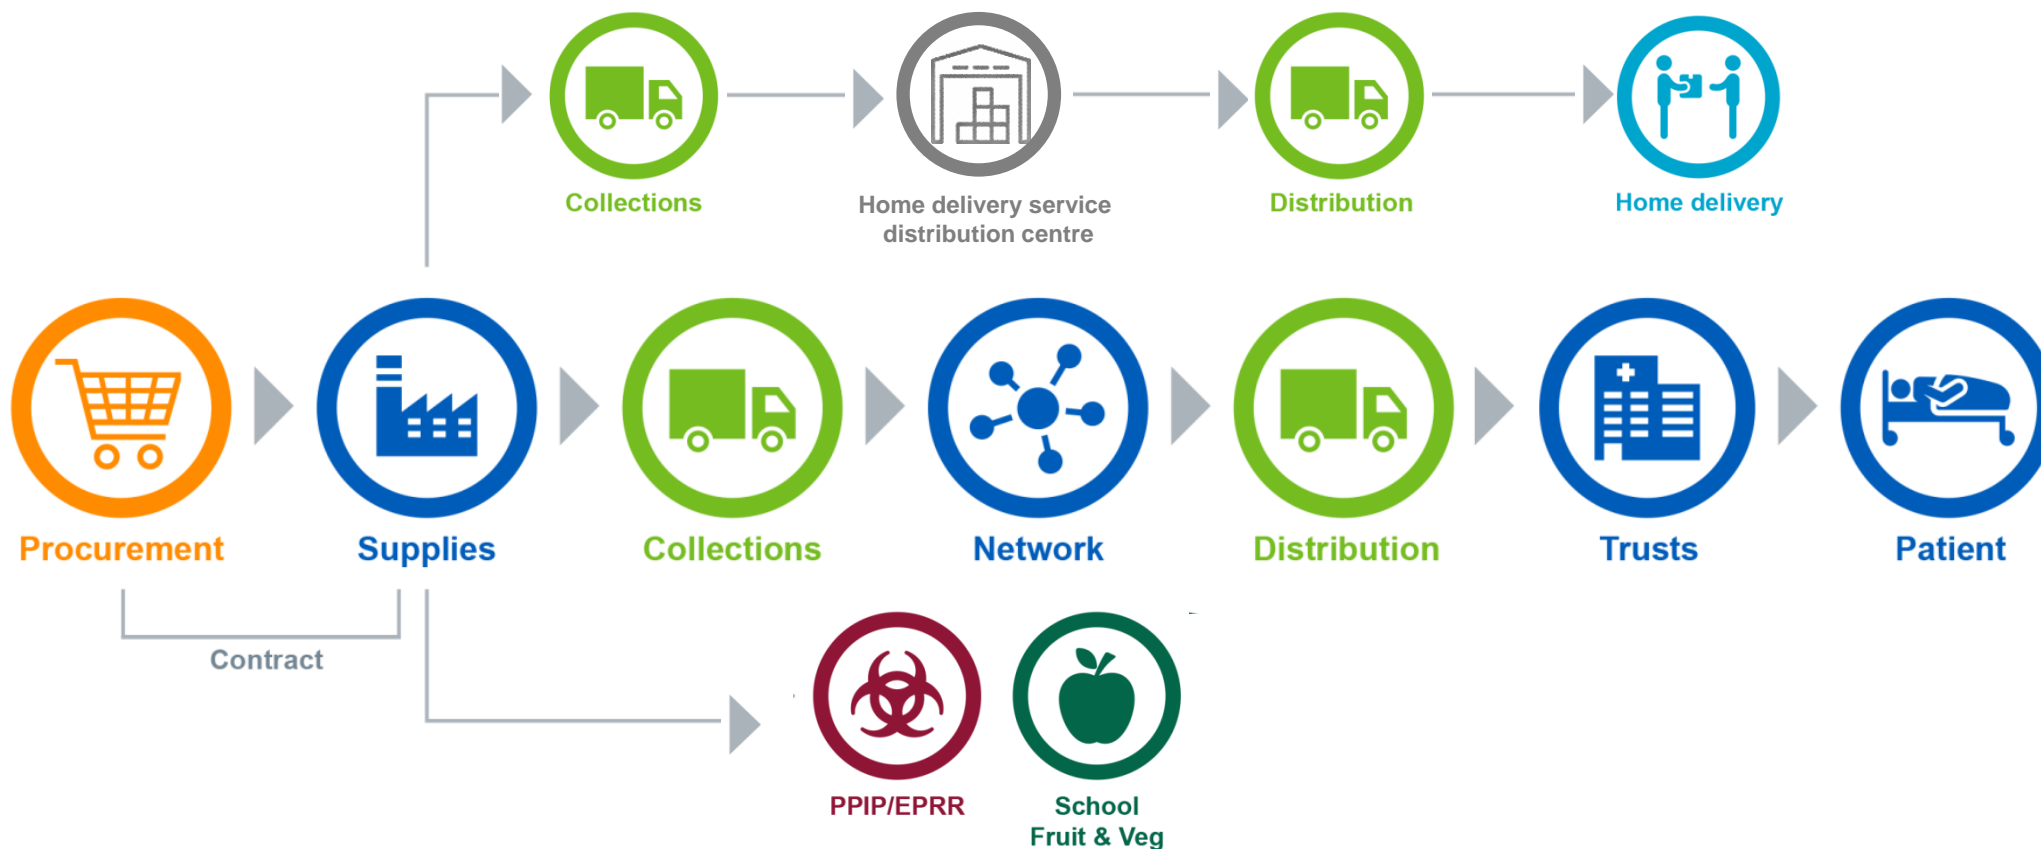 Collections
Home delivery service
distribution centre
Distribution
Home delivery
Procurement
Supplies
Collections
Network
Distribution
Trusts
Patient
Contract
PPIP/EPRR
School
Fruit & Veg